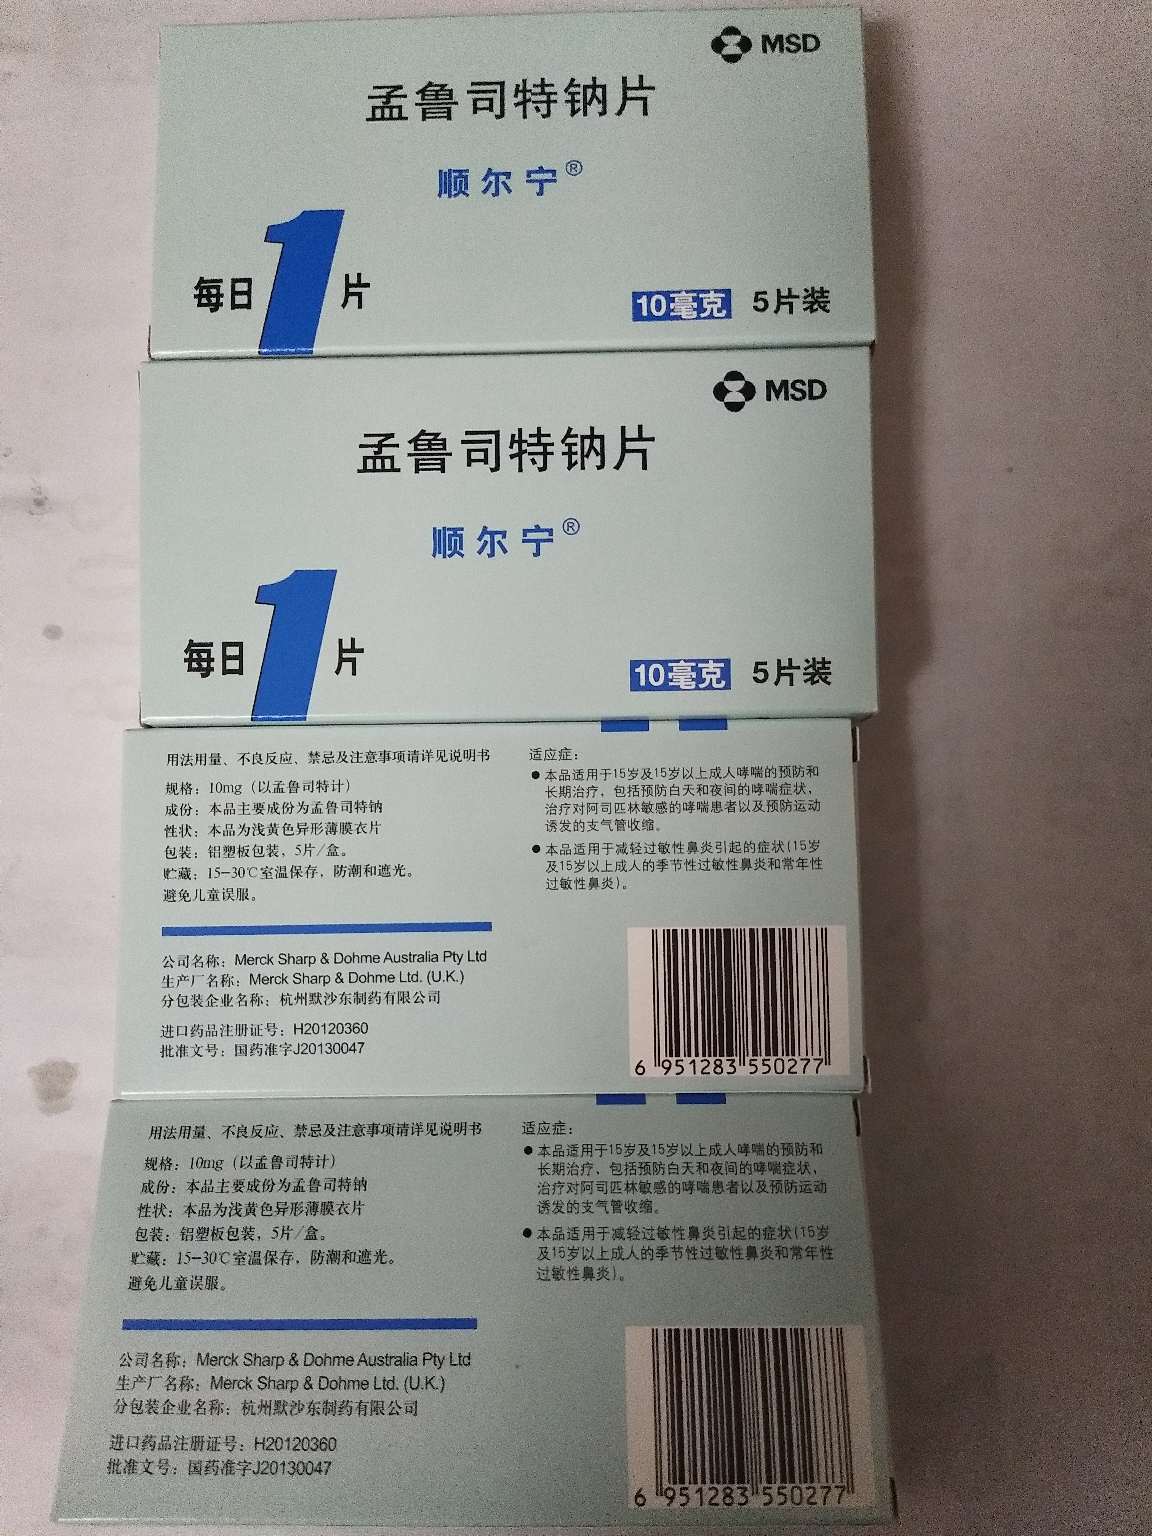 MSD
孟鲁司特钠片
顺尔宁®
每日1片
10毫克 5片装
MSD
孟鲁司特钠片
顺尔宁®
每日1片
10毫克 5片装
用法用量、不良反应、禁忌及注意事项请详见说明书
规格：10mg（以孟鲁司特计）
成份：本品主要成份为孟鲁司特钠
性状：本品为浅黄色异形薄膜衣片
包装：铝塑板包装，5片/盒。
贮藏：15-30℃室温保存，防潮和遮光。
避免儿童误服。
公司名称：Merck Sharp & Dohme Australia Pty Ltd
生产厂名称：Merck Sharp & Dohme Ltd. (U.K.)
分包装企业名称：杭州默沙东制药有限公司
进口药品注册证号：H20120360
批准文号：国药准字J20130047
适应症：
● 本品适用于15岁及15岁以上成人哮喘的预防和
长期治疗，包括预防白天和夜间的哮喘症状，
治疗对阿司匹林敏感的哮喘患者以及预防运动
诱发的支气管收缩。
● 本品适用于减轻过敏性鼻炎引起的症状(15岁
及15岁以上成人的季节性过敏性鼻炎和常年性
过敏性鼻炎)。
6 951283 550277
用法用量、不良反应、禁忌及注意事项请详见说明书
规格：10mg（以孟鲁司特计）
成份：本品主要成份为孟鲁司特钠
性状：本品为浅黄色异形薄膜衣片
包装：铝塑板包装，5片/盒。
贮藏：15-30℃室温保存，防潮和遮光。
避免儿童误服。
公司名称：Merck Sharp & Dohme Australia Pty Ltd
生产厂名称：Merck Sharp & Dohme Ltd. (U.K.)
分包装企业名称：杭州默沙东制药有限公司
进口药品注册证号：H20120360
批准文号：国药准字J20130047
适应症：
● 本品适用于15岁及15岁以上成人哮喘的预防和
长期治疗，包括预防白天和夜间的哮喘症状，
治疗对阿司匹林敏感的哮喘患者以及预防运动
诱发的支气管收缩。
● 本品适用于减轻过敏性鼻炎引起的症状(15岁
及15岁以上成人的季节性过敏性鼻炎和常年性
过敏性鼻炎)。
6 951283 550277